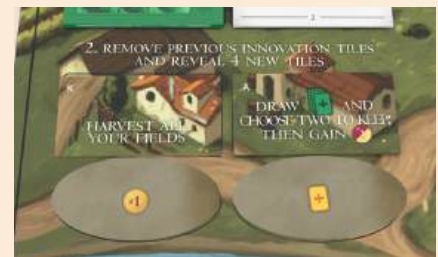 2
2. REMOVE PREVIOUS INNOVATION TILES
AND REVEAL 4 NEW TILES
HARVEST ALL
YOUR FIELDS
DRAW AND
CHOOSE TWO TO KEEP
THEN GAIN